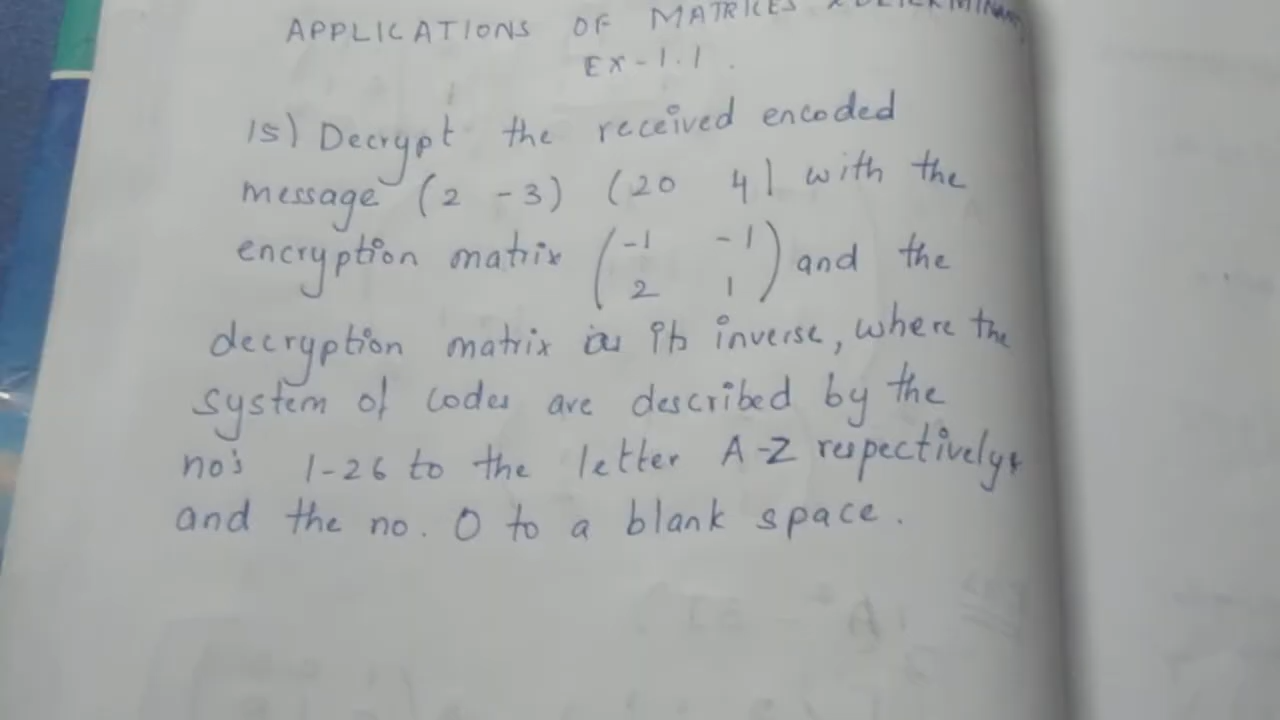 APPLICATIONS OF MATRICES & DETERMINANTS
EX-1.1.
15) Decrypt the received encoded
message (2 -3) (20 4) with the
encryption matrix (-1 -1
2 1) and the
decryption matrix as its inverse, where the
system of codes are described by the
no's 1-26 to the letter A-Z respectively
and the no. 0 to a blank space.